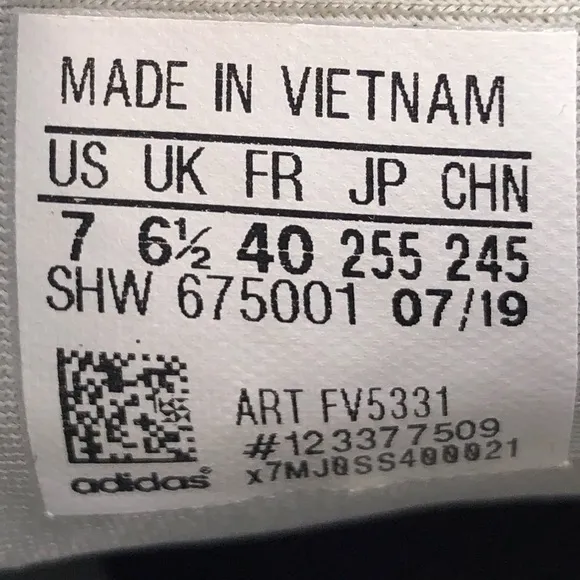 MADE IN VIETNAM
US UK FR JP CHN
7 6½ 40 255 245
SHW 675001 07/19
ART FV5331
#123377509
x7MJ0SS400021
adidas®